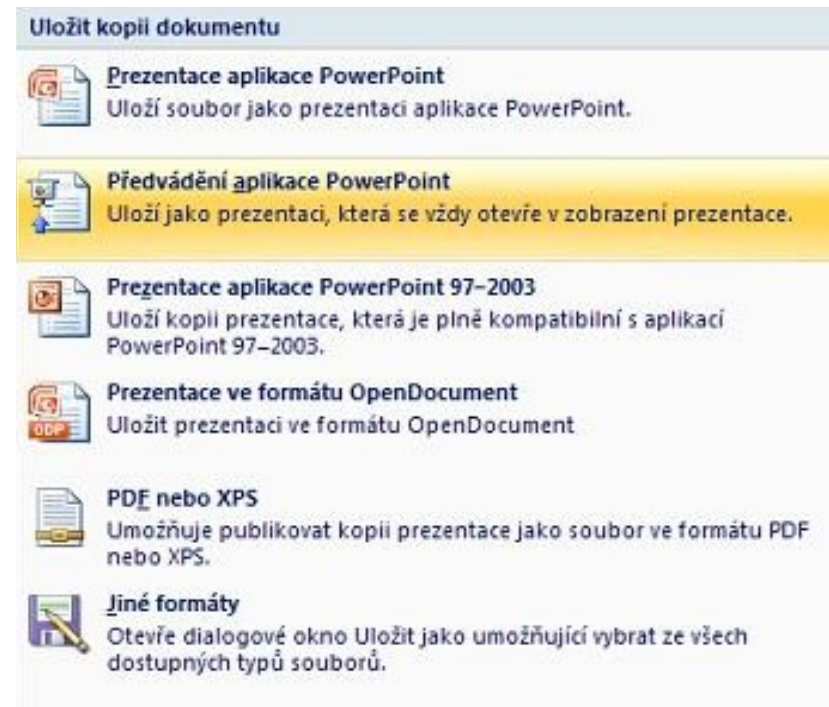 Uložit kopii dokumentu
Prezentace aplikace PowerPoint
Uloží soubor jako prezentaci aplikace PowerPoint.
Předvádění aplikace PowerPoint
Uloží jako prezentaci, která se vždy otevře v zobrazení prezentace.
Prezentace aplikace PowerPoint 97–2003
Uloží kopii prezentace, která je plně kompatibilní s aplikací
PowerPoint 97–2003.
Prezentace ve formátu OpenDocument
Uložit prezentaci ve formátu OpenDocument
ODP
PDF nebo XPS
Umožňuje publikovat kopii prezentace jako soubor ve formátu PDF
nebo XPS.
Jiné formáty
Otevře dialogové okno Uložit jako umožňující vybrat ze všech
dostupných typů souborů.